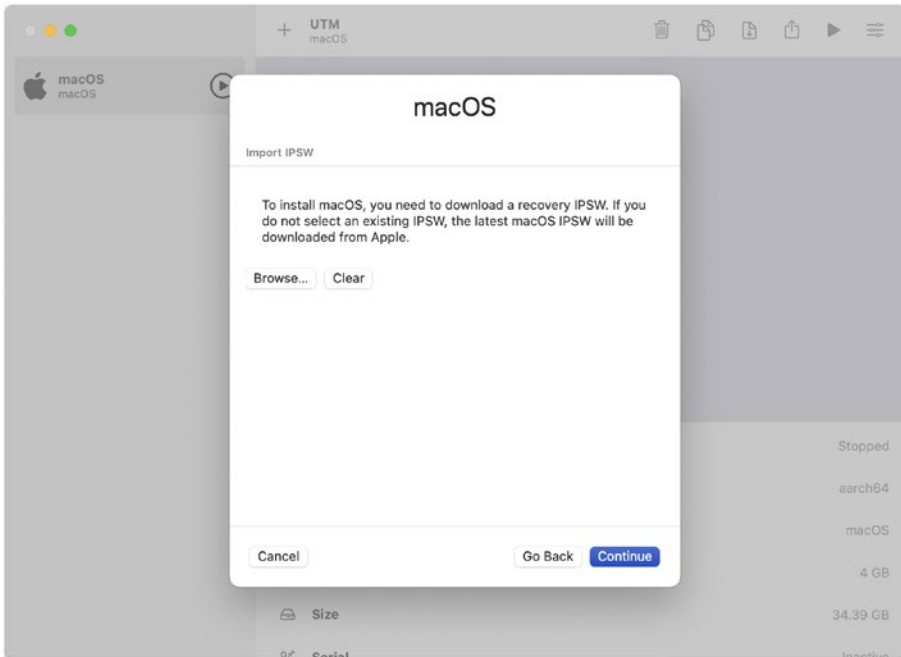 UTM
macOS
macOS
macOS
macOS
Import IPSW
To install macOS, you need to download a recovery IPSW. If you
do not select an existing IPSW, the latest macOS IPSW will be
downloaded from Apple.
Browse... Clear
Stopped
aarch64
macOS
Cancel Go Back Continue
4 GB
Size 34.39 GB
Serial Inactive